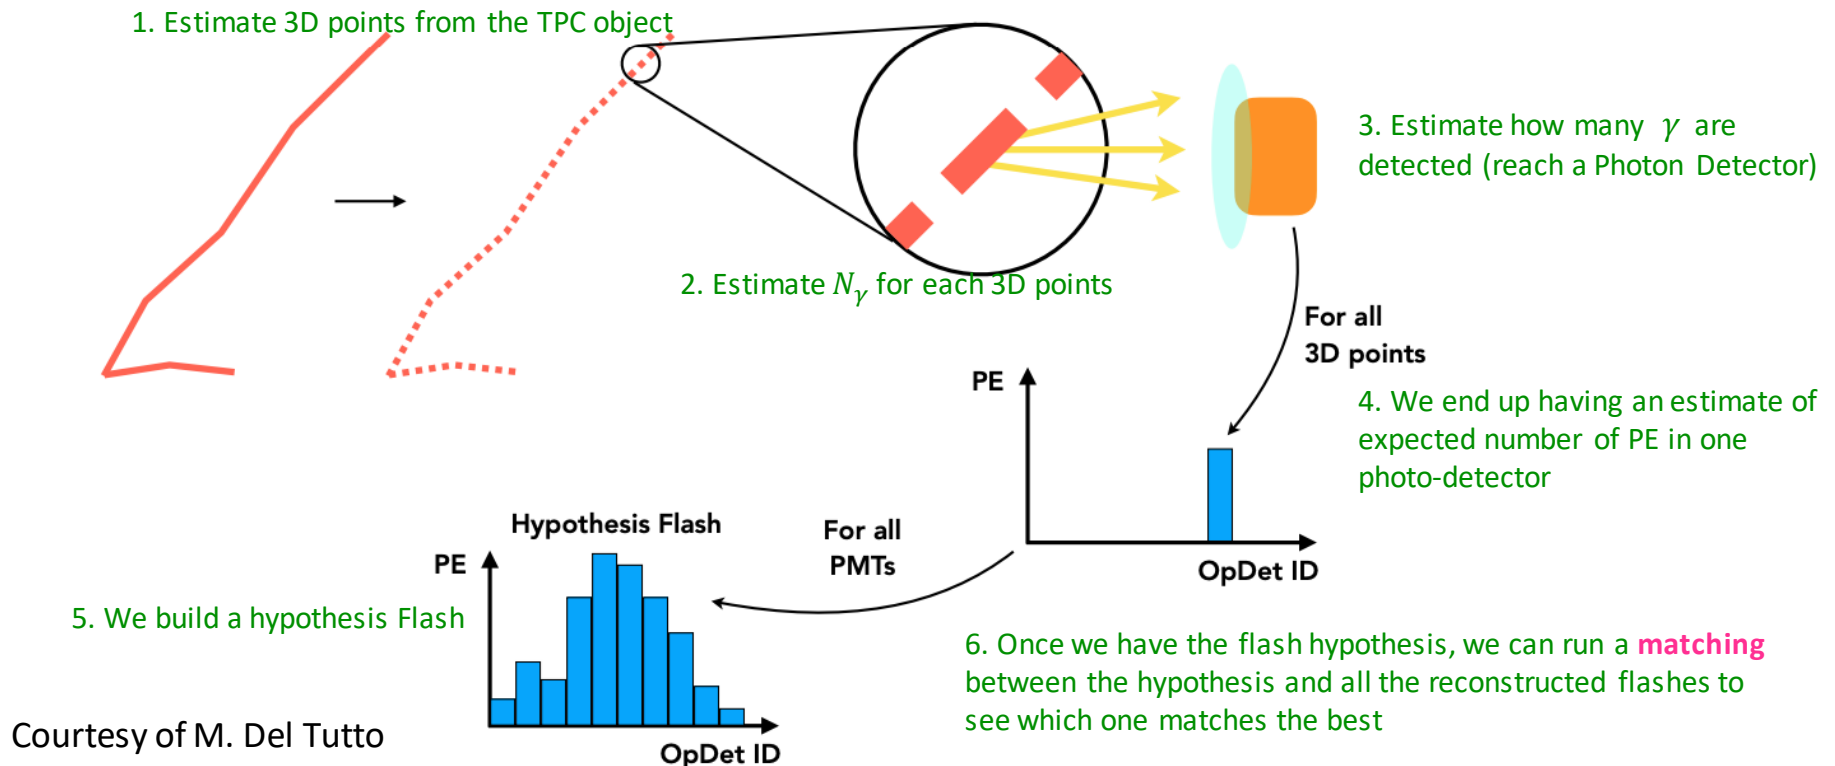 1. Estimate 3D points from the TPC object
3. Estimate how many γ are
detected (reach a Photon Detector)
2. Estimate Nγ for each 3D points
For all
3D points
PE
4. We end up having an estimate of
expected number of PE in one
photo-detector
OpDet ID
For all
PMTs
Hypothesis Flash
PE
5. We build a hypothesis Flash
OpDet ID
6. Once we have the flash hypothesis, we can run a matching
between the hypothesis and all the reconstructed flashes to
see which one matches the best
Courtesy of M. Del Tutto